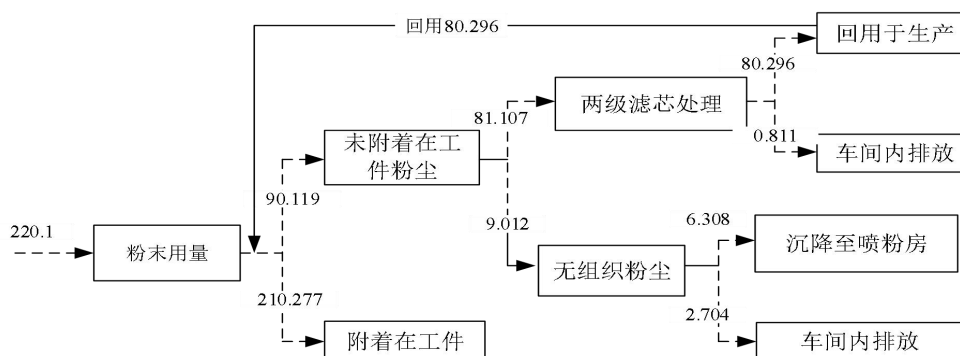 回用80.296
回用于生产
80.296
两级滤芯处理
81.107
0.811
车间内排放
未附着在工
件粉尘
90.119
9.012
6.308
沉降至喷粉房
220.1
粉末用量
无组织粉尘
210.277
2.704
附着在工件
车间内排放